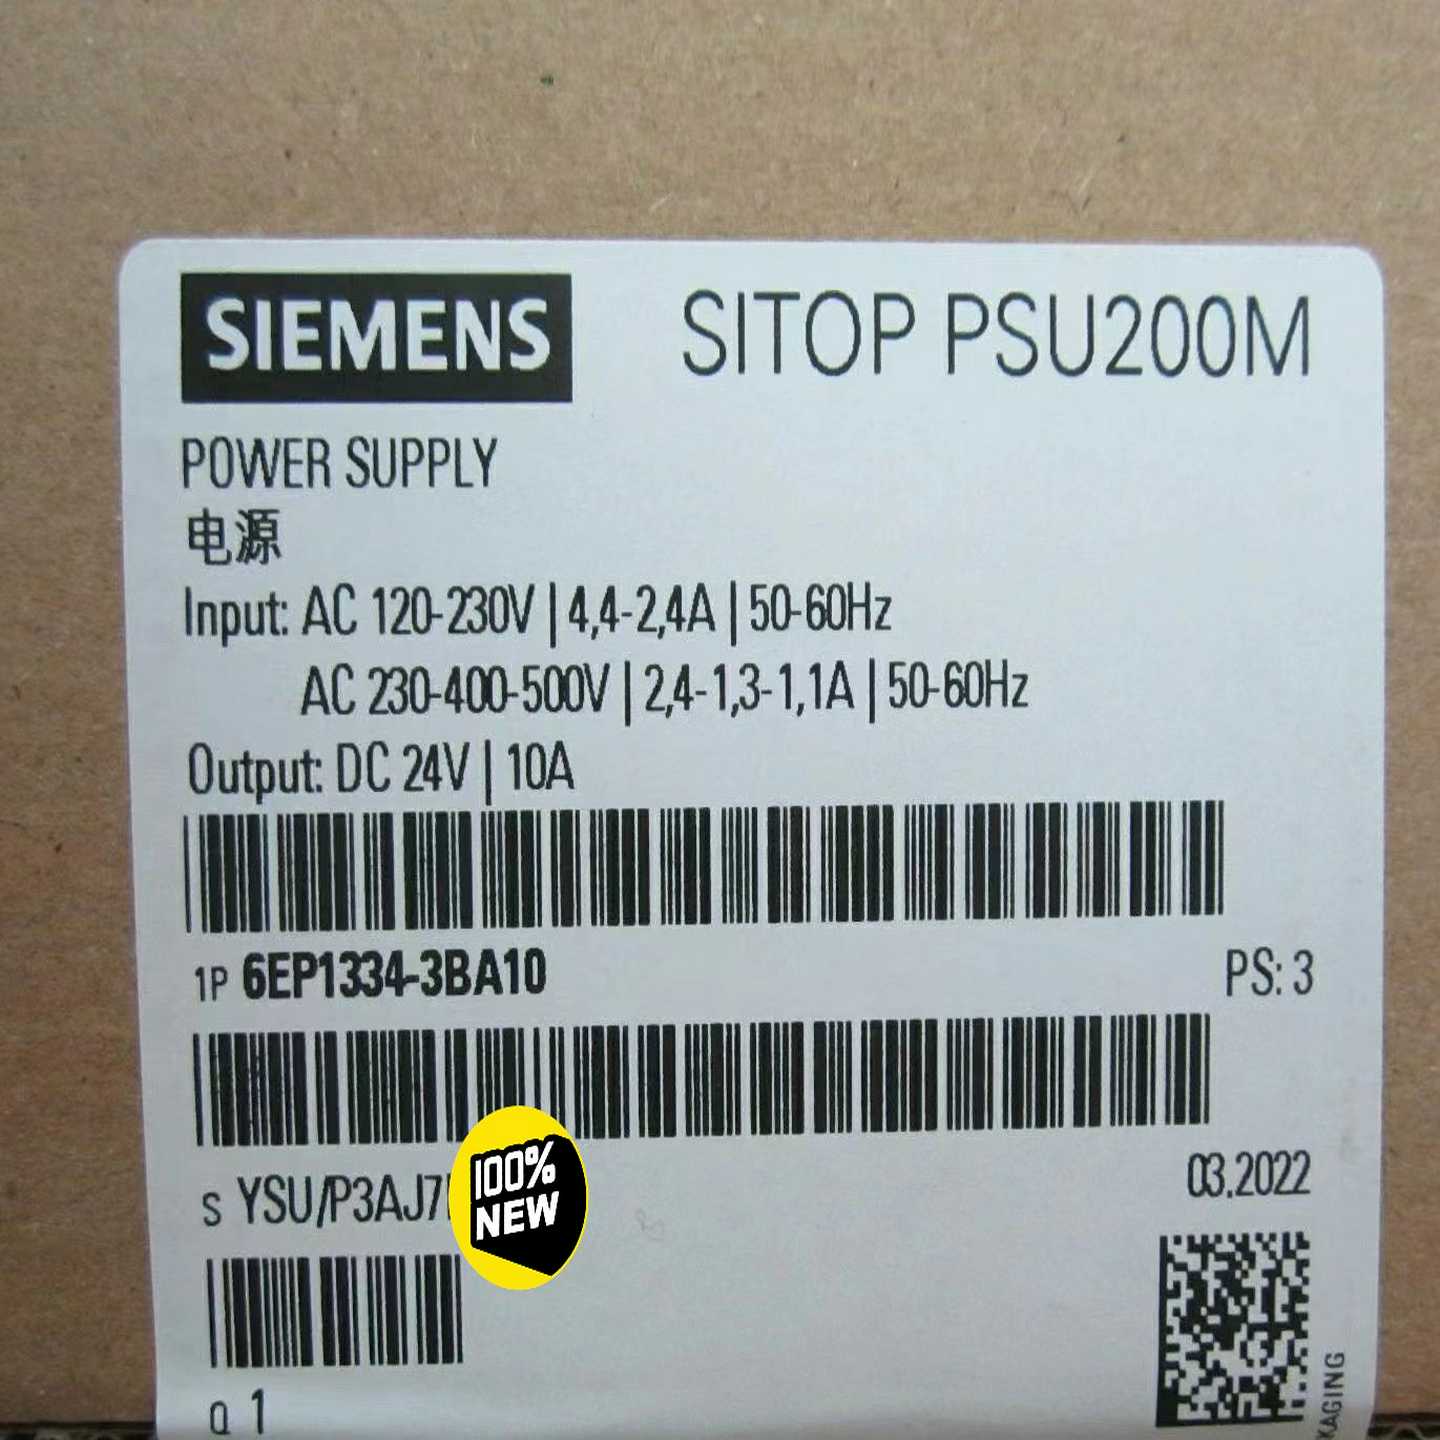 SIEMENS SITOP PSU200M
POWER SUPPLY
电源
Input: AC 120-230V | 4,4-2,4A | 50-60Hz
AC 230-400-500V | 2,4-1,3-1,1A | 50-60Hz
Output: DC 24V | 10A
1P 6EP1334-3BA10 PS: 3
03.2022
S YSU/P3AJ7
100%
NEW
Q 1
KAGING